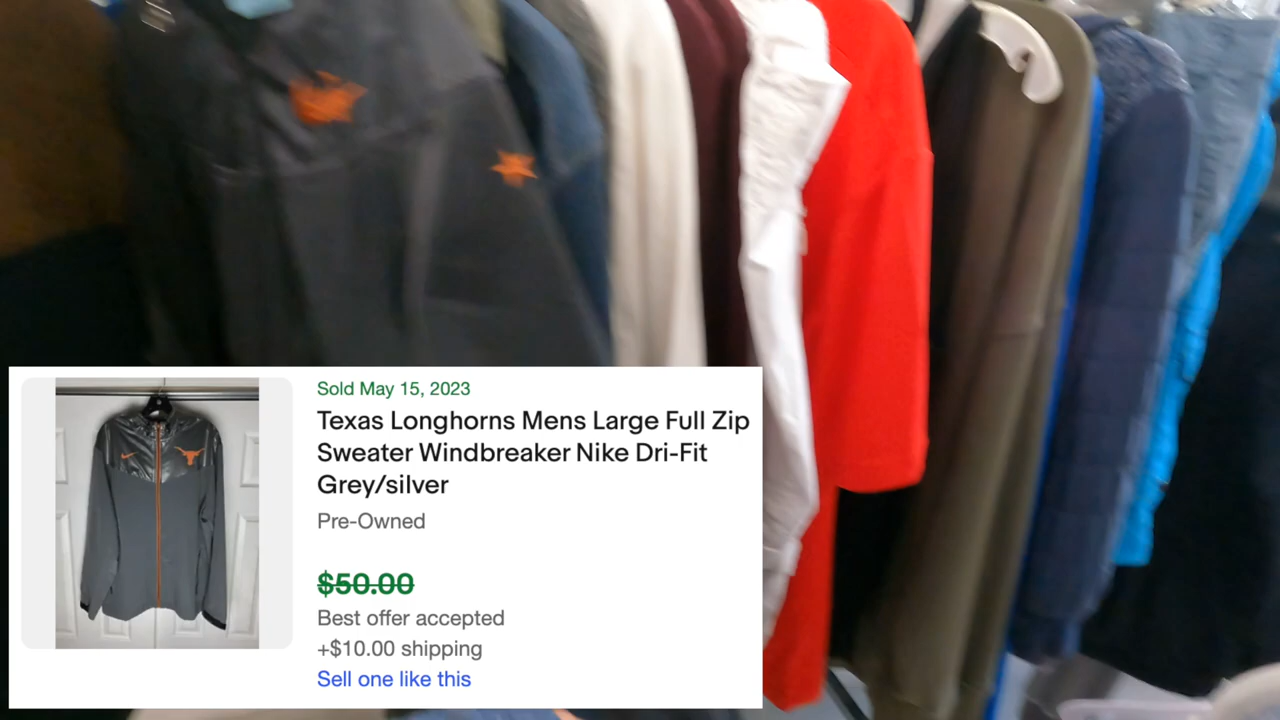 Sold May 15, 2023
Texas Longhorns Mens Large Full Zip
Sweater Windbreaker Nike Dri-Fit
Grey/silver
Pre-Owned
$50.00
Best offer accepted
+$10.00 shipping
Sell one like this